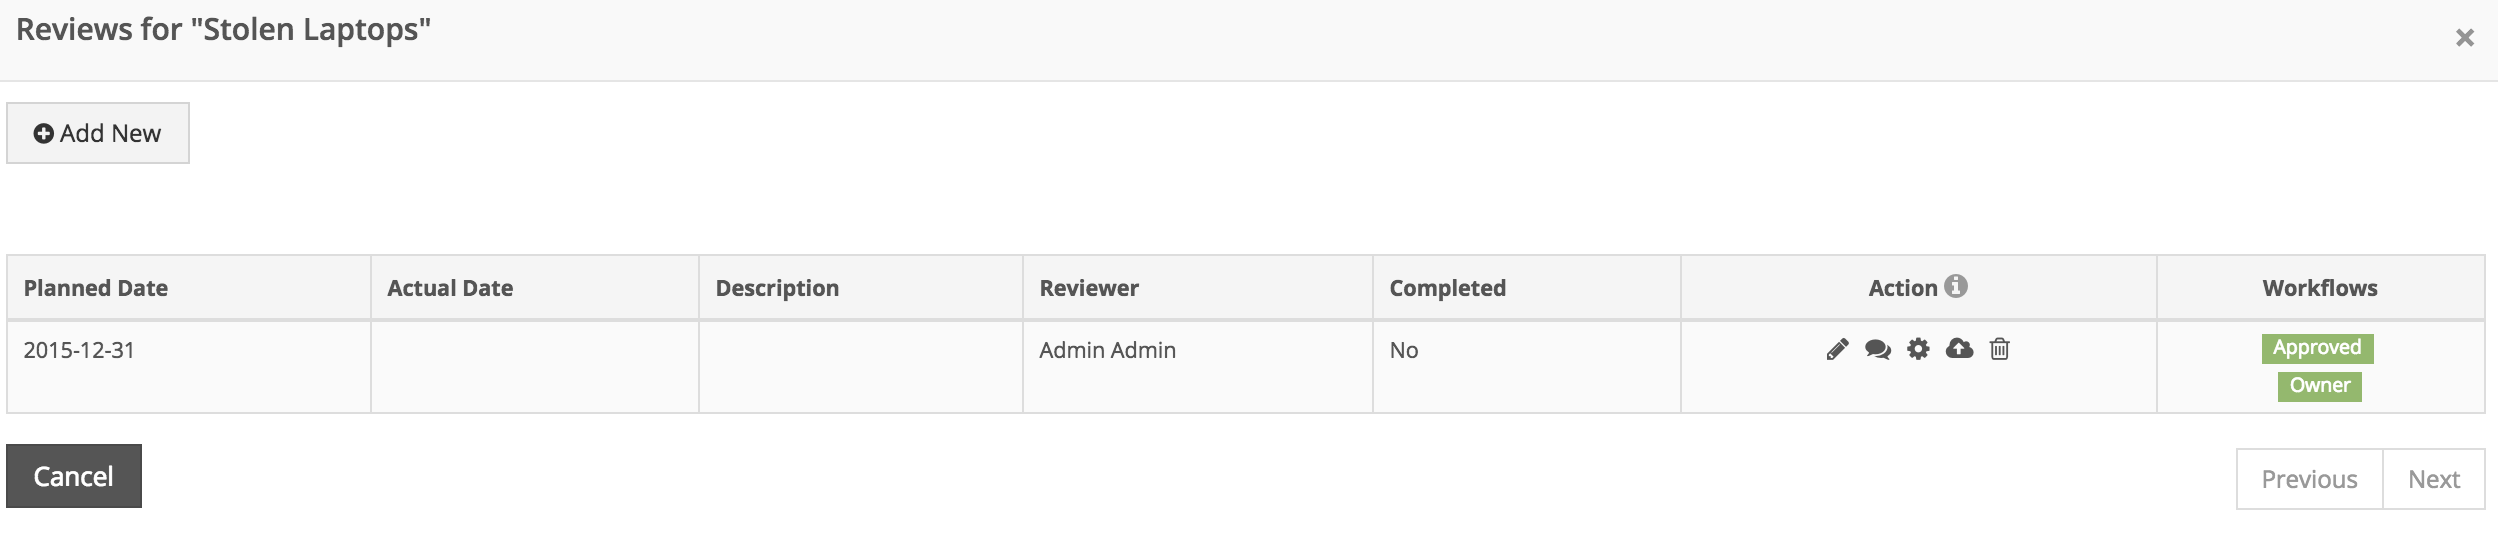 Reviews for "Stolen Laptops"
Add New
Planned Date Actual Date Description Reviewer Completed Action Workflows
2015-12-31 Admin Admin No Approved
Owner
Cancel Previous Next